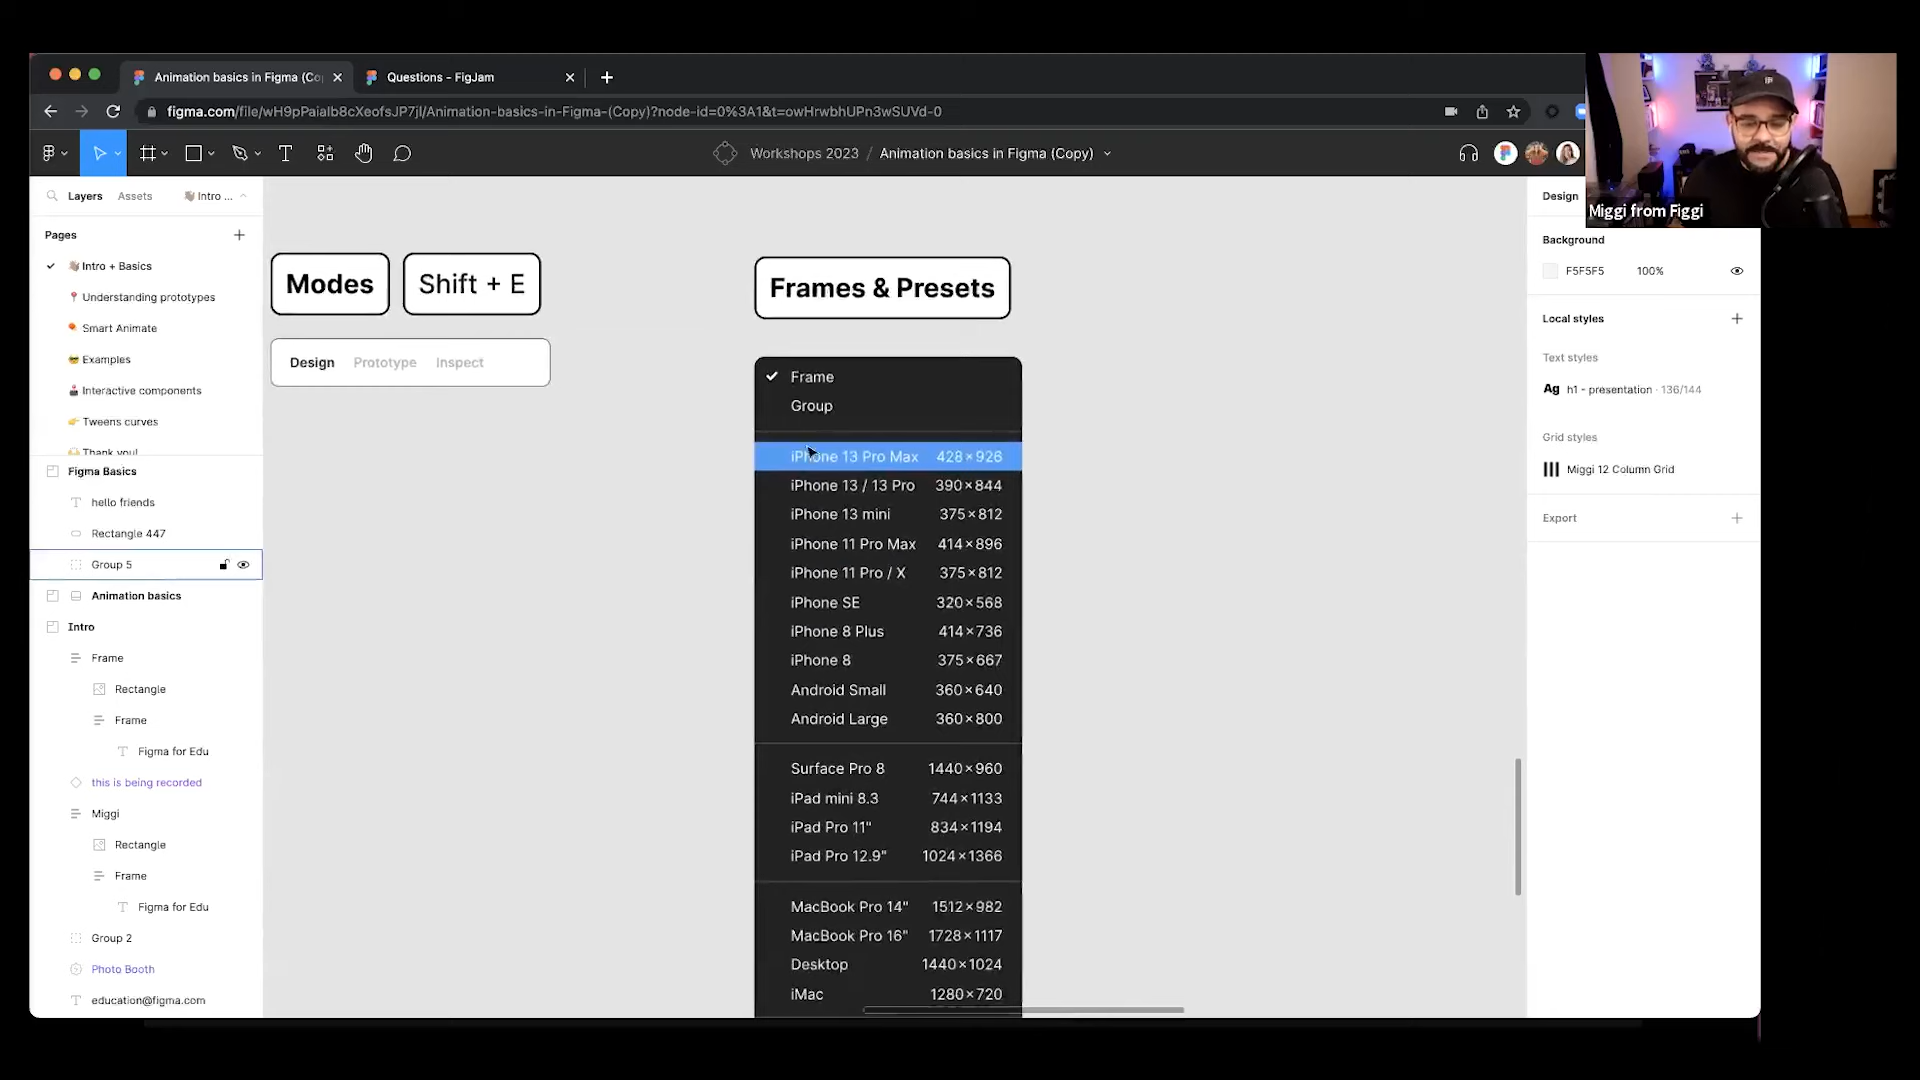 Animation basics in Figma (Co
Questions - FigJam
figma.com/file/wH9pPaialb8cXeofsJP7jl/Animation-basics-in-Figma-(Copy)?node-id=0%3A1&t=owHrwbhUPn3wSUVd-0
Workshops 2023 / Animation basics in Figma (Copy)
Miggi from Figgi
Layers Assets Intro ...
Pages
Intro + Basics
Understanding prototypes
Smart Animate
Examples
Interactive components
Tweens curves
Thank you!
Figma Basics
hello friends
Rectangle 447
Group 5
Animation basics
Intro
Frame
Rectangle
Frame
Figma for Edu
this is being recorded
Miggi
Rectangle
Frame
Figma for Edu
Group 2
Photo Booth
education@figma.com
Modes Shift + E
Design Prototype Inspect
Frames & Presets
Frame
Group
iPhone 13 Pro Max 428×926
iPhone 13 / 13 Pro 390×844
iPhone 13 mini 375×812
iPhone 11 Pro Max 414×896
iPhone 11 Pro / X 375×812
iPhone SE 320×568
iPhone 8 Plus 414×736
iPhone 8 375×667
Android Small 360×640
Android Large 360×800
Surface Pro 8 1440×960
iPad mini 8.3 744×1133
iPad Pro 11" 834×1194
iPad Pro 12.9" 1024×1366
MacBook Pro 14" 1512×982
MacBook Pro 16" 1728×1117
Desktop 1440×1024
iMac 1280×720
Design
Background
F5F5F5 100%
Local styles
Text styles
Ag h1 - presentation · 136/144
Grid styles
Miggi 12 Column Grid
Export